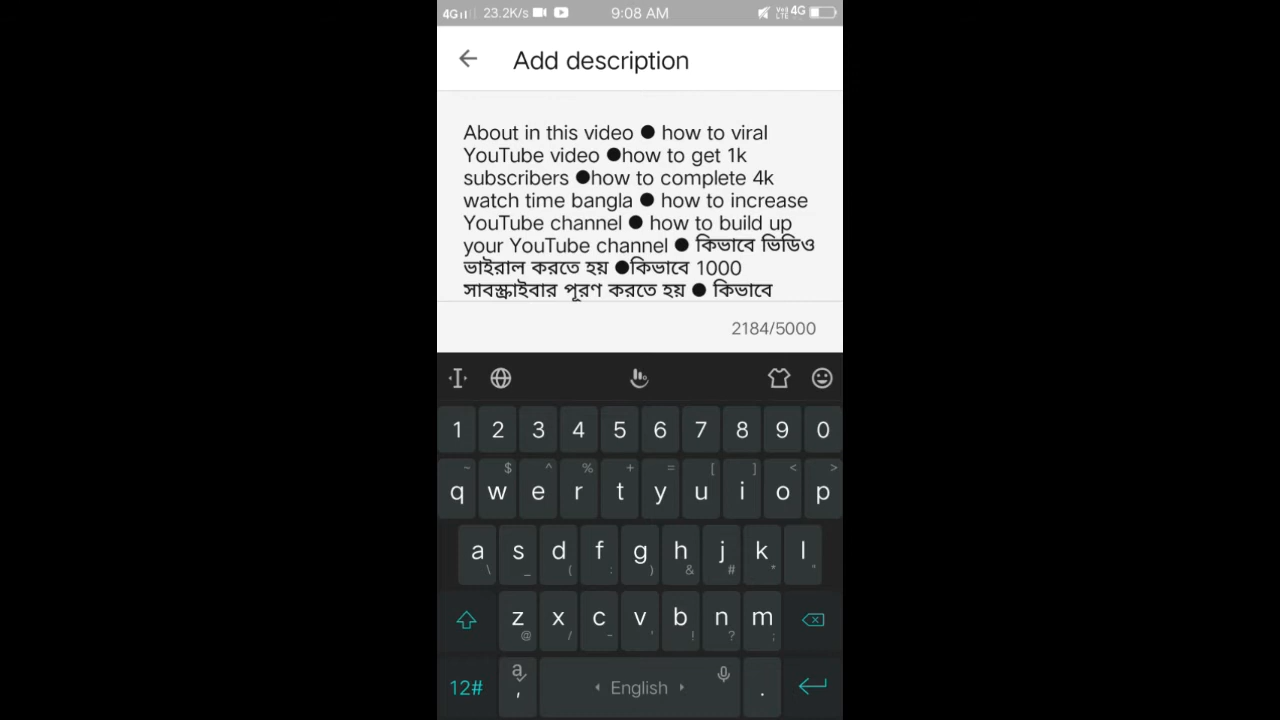 4G 23.2K/s 9:08 AM VoLTE 4G
Add description
About in this video ● how to viral
YouTube video ●how to get 1k
subscribers ●how to complete 4k
watch time bangla ● how to increase
YouTube channel ● how to build up
your YouTube channel ● কিভাবে ভিডিও
ভাইরাল করতে হয় ●কিভাবে 1000
সাবস্ক্রাইবার পূরণ করতে হয় ● কিভাবে
2184/5000
1 2 3 4 5 6 7 8 9 0
~ $ ^ % + = [ ] < >
q w e r t y u i o p
a s d f g h j k l
\ _ ( : ) & # * "
z x c v b n m
@ / - ' ! ? ;
12# a , English .